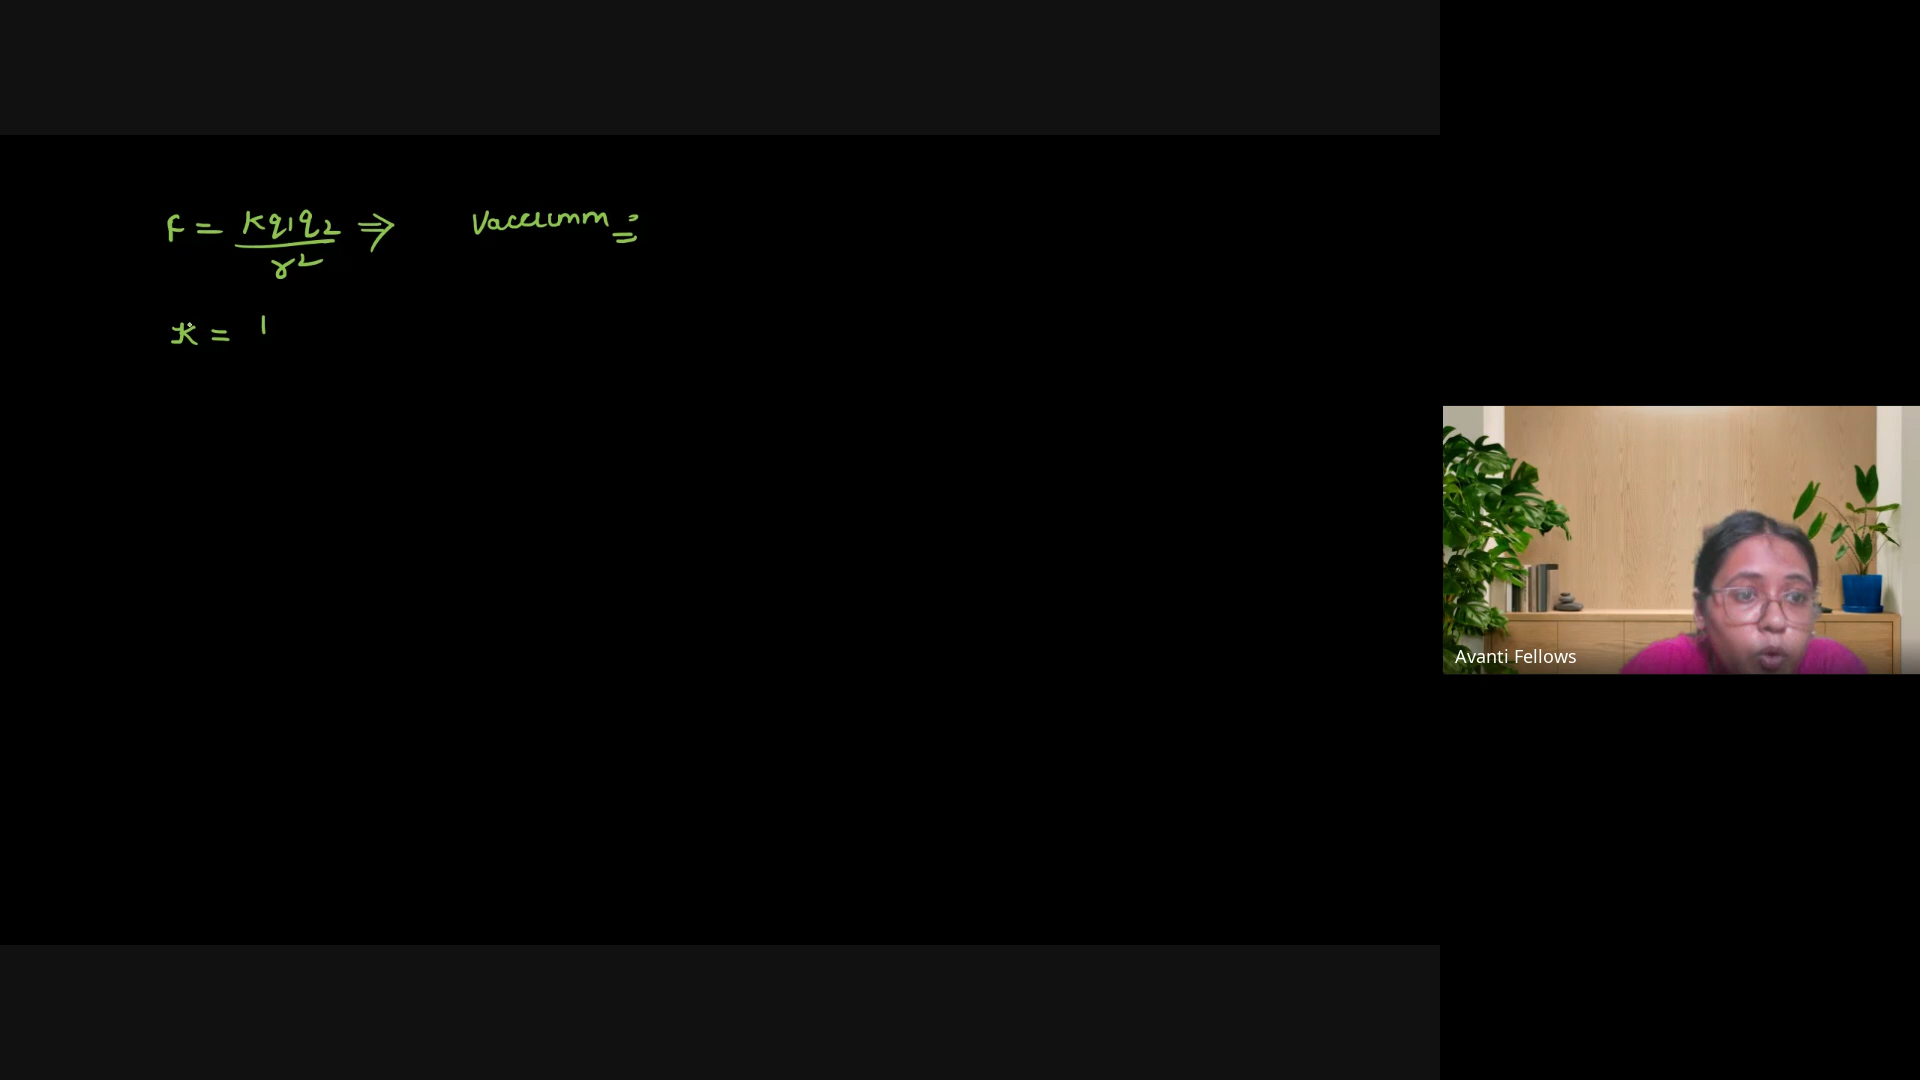 F = Kq1q2/r² ⇒ Vaccumm =
K = 1
Avanti Fellows